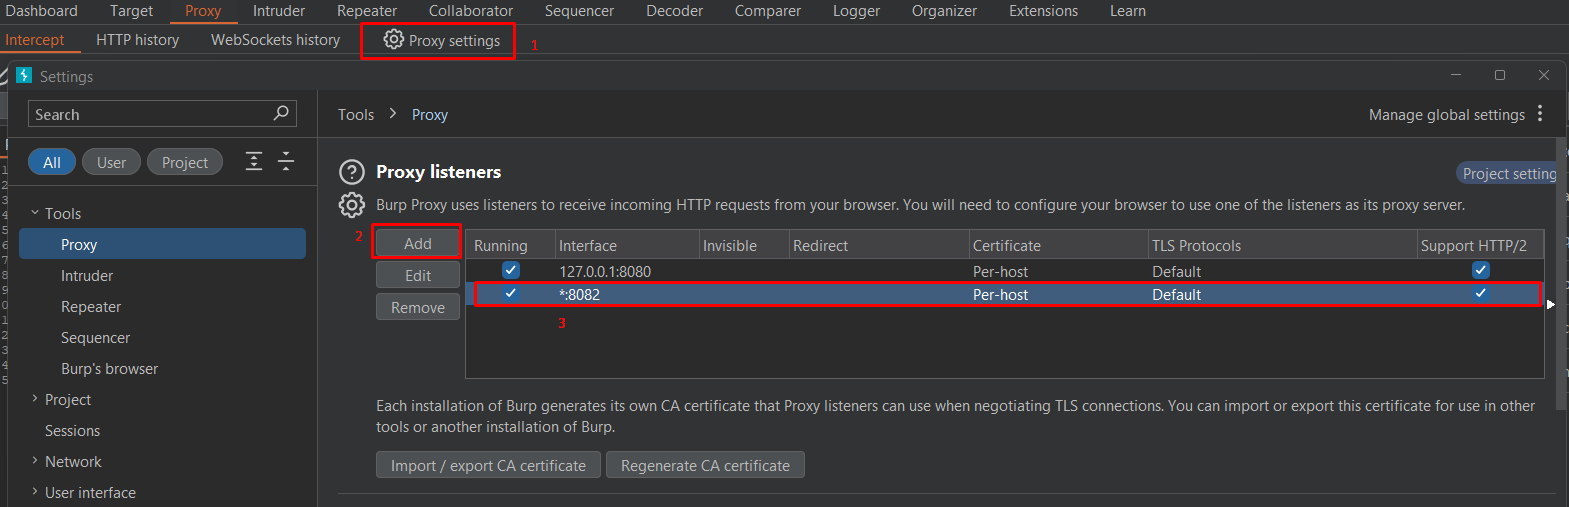 Dashboard Target Proxy Intruder Repeater Collaborator Sequencer Decoder Comparer Logger Organizer Extensions Learn
Intercept HTTP history WebSockets history Proxy settings 1
Settings
Search
Tools > Proxy
Manage global settings
All User Project
Proxy listeners
Project setting
Burp Proxy uses listeners to receive incoming HTTP requests from your browser. You will need to configure your browser to use one of the listeners as its proxy server.
Tools
Proxy
Intruder
Repeater
Sequencer
Burp's browser
Project
Sessions
Network
User interface
2 Add
Edit
Remove
Running Interface Invisible Redirect Certificate TLS Protocols Support HTTP/2
127.0.0.1:8080 Per-host Default
*:8082 Per-host Default
3
Each installation of Burp generates its own CA certificate that Proxy listeners can use when negotiating TLS connections. You can import or export this certificate for use in other
tools or another installation of Burp.
Import / export CA certificate Regenerate CA certificate